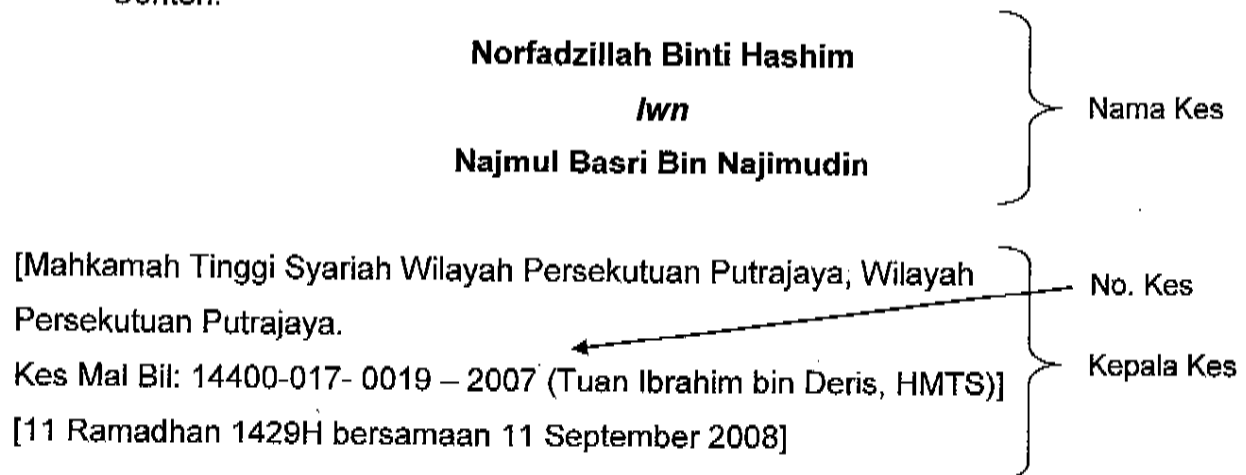 Contoh:
Norfadzillah Binti Hashim
lwn
Najmul Basri Bin Najimudin
Nama Kes
[Mahkamah Tinggi Syariah Wilayah Persekutuan Putrajaya, Wilayah
Persekutuan Putrajaya.
No. Kes
Kes Mal Bil: 14400-017- 0019 – 2007 (Tuan Ibrahim bin Deris, HMTS)]
Kepala Kes
[11 Ramadhan 1429H bersamaan 11 September 2008]